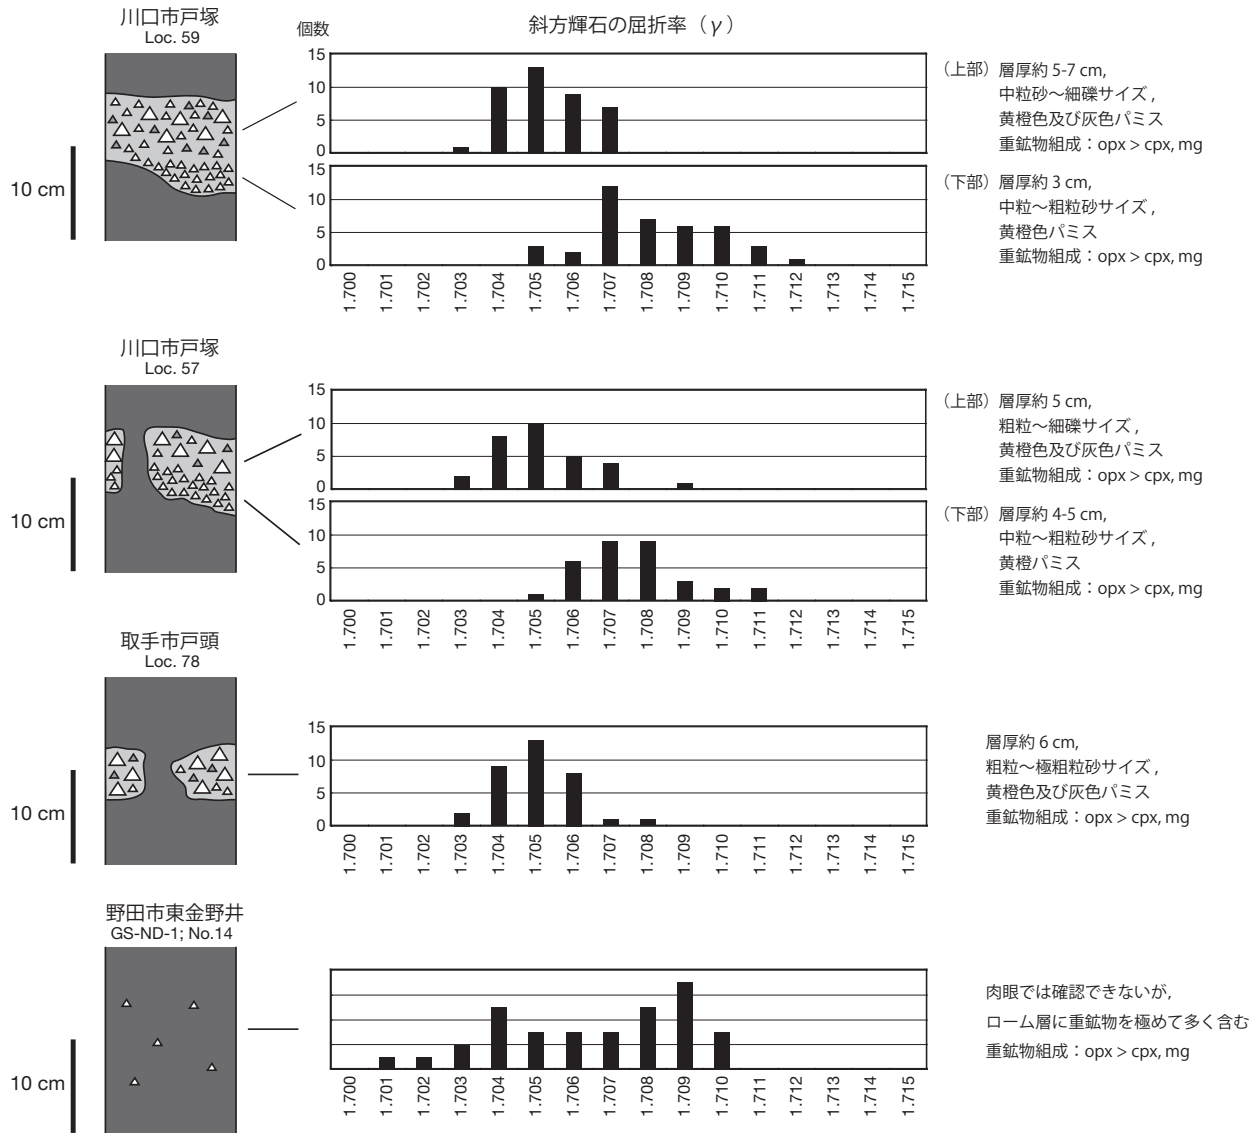 川口市戸塚
Loc. 59
個数
斜方輝石の屈折率（γ）
15
10
5
0
15
10
5
0
1.700
1.701
1.702
1.703
1.704
1.705
1.706
1.707
1.708
1.709
1.710
1.711
1.712
1.713
1.714
1.715
10 cm
（上部）層厚約 5-7 cm,
中粒砂～細礫サイズ ,
黄橙色及び灰色パミス
重鉱物組成：opx > cpx, mg
（下部）層厚約 3 cm,
中粒～粗粒砂サイズ ,
黄橙色パミス
重鉱物組成：opx > cpx, mg
川口市戸塚
Loc. 57
15
10
5
0
15
10
5
0
1.700
1.701
1.702
1.703
1.704
1.705
1.706
1.707
1.708
1.709
1.710
1.711
1.712
1.713
1.714
1.715
10 cm
（上部）層厚約 5 cm,
粗粒～細礫サイズ ,
黄橙色及び灰色パミス
重鉱物組成：opx > cpx, mg
（下部）層厚約 4-5 cm,
中粒～粗粒砂サイズ ,
黄橙パミス
重鉱物組成：opx > cpx, mg
取手市戸頭
Loc. 78
15
10
5
0
1.700
1.701
1.702
1.703
1.704
1.705
1.706
1.707
1.708
1.709
1.710
1.711
1.712
1.713
1.714
1.715
10 cm
層厚約 6 cm,
粗粒～極粗粒砂サイズ ,
黄橙色及び灰色パミス
重鉱物組成：opx > cpx, mg
野田市東金野井
GS-ND-1; No.14
1.700
1.701
1.702
1.703
1.704
1.705
1.706
1.707
1.708
1.709
1.710
1.711
1.712
1.713
1.714
1.715
10 cm
肉眼では確認できないが,
ローム層に重鉱物を極めて多く含む
重鉱物組成：opx > cpx, mg